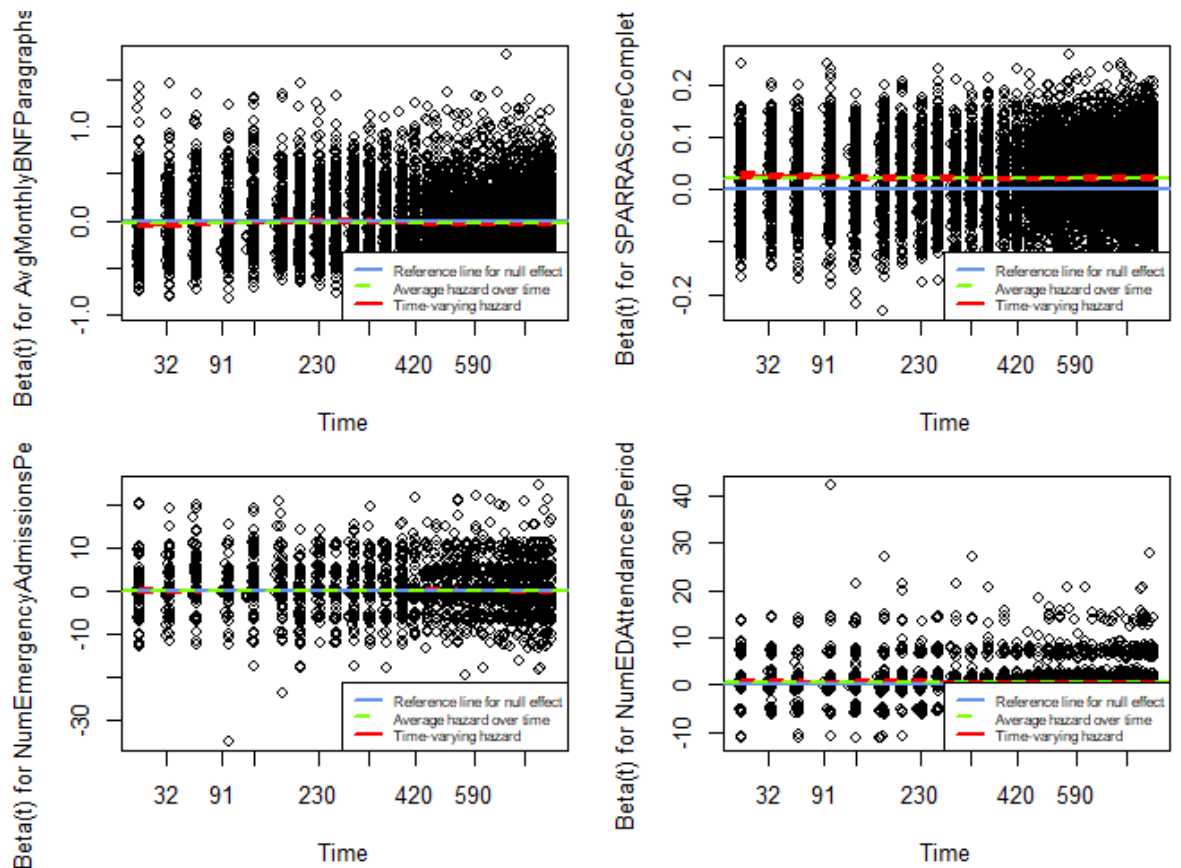 Beta(t) for AvgMonthlyBNFParagraphs
1.0
0.0
-1.0
Reference line for null effect
Average hazard over time
Time-varying hazard
32 91 230 420 590
Time
Beta(t) for SPARRAScoreComplet
0.2
0.1
0.0
-0.2
Reference line for null effect
Average hazard over time
Time-varying hazard
32 91 230 420 590
Time
Beta(t) for NumEmergencyAdmissionsPe
10
0
-10
-30
Reference line for null effect
Average hazard over time
Time-varying hazard
32 91 230 420 590
Time
Beta(t) for NumEDAttendancesPeriod
40
30
20
10
0
-10
Reference line for null effect
Average hazard over time
Time-varying hazard
32 91 230 420 590
Time